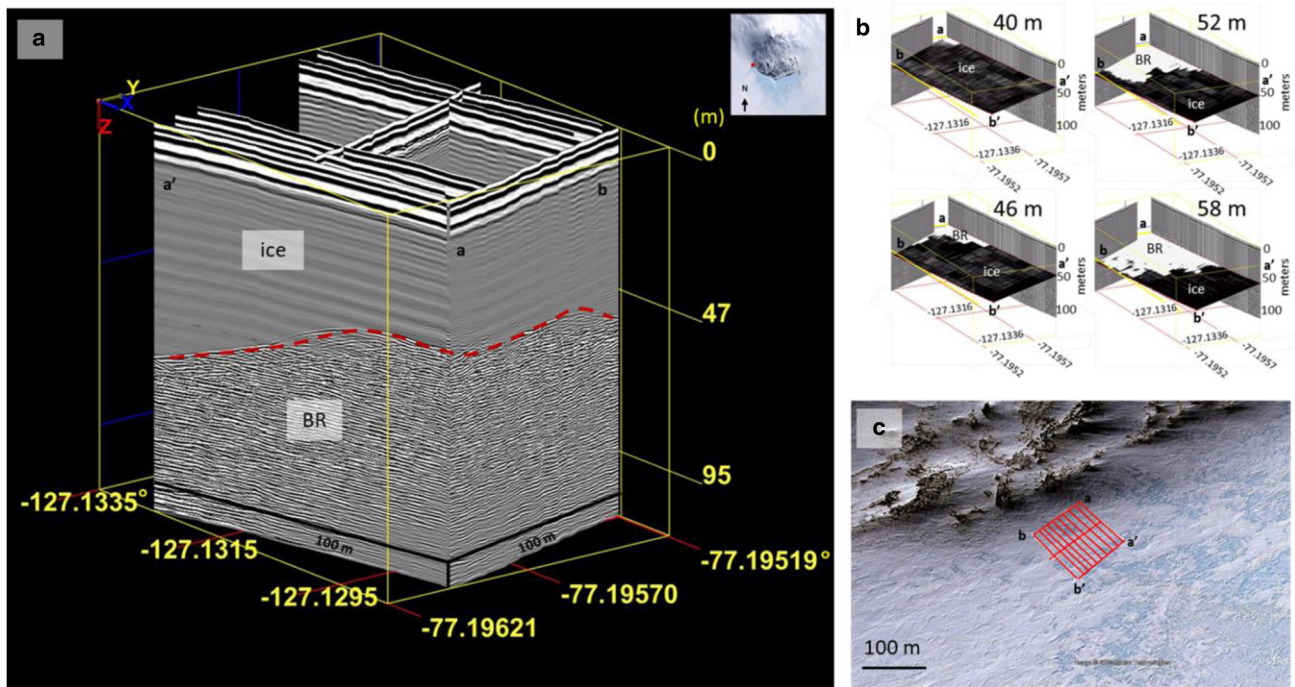 a
N
Y
X
Z
(m)
0
a'
b
a
ice
47
BR
95
-127.1335°
100 m
100 m
-77.19519°
-127.1315
-77.19570
-127.1295
-77.19621
b
40 m
a
b
ice
0
a'
50
100
meters
b'
-127.1316
-127.1336
-77.1957
-77.1952
52 m
a
BR
b
0
a'
50
100
meters
ice
b'
-127.1316
-127.1336
-77.1957
-77.1952
46 m
a
BR
b
ice
0
a'
50
100
meters
b'
-127.1316
-127.1336
-77.1957
-77.1952
58 m
a
BR
b
ice
0
a'
50
100
meters
b'
-127.1316
-127.1336
-77.1957
-77.1952
c
a
b
a'
b'
100 m